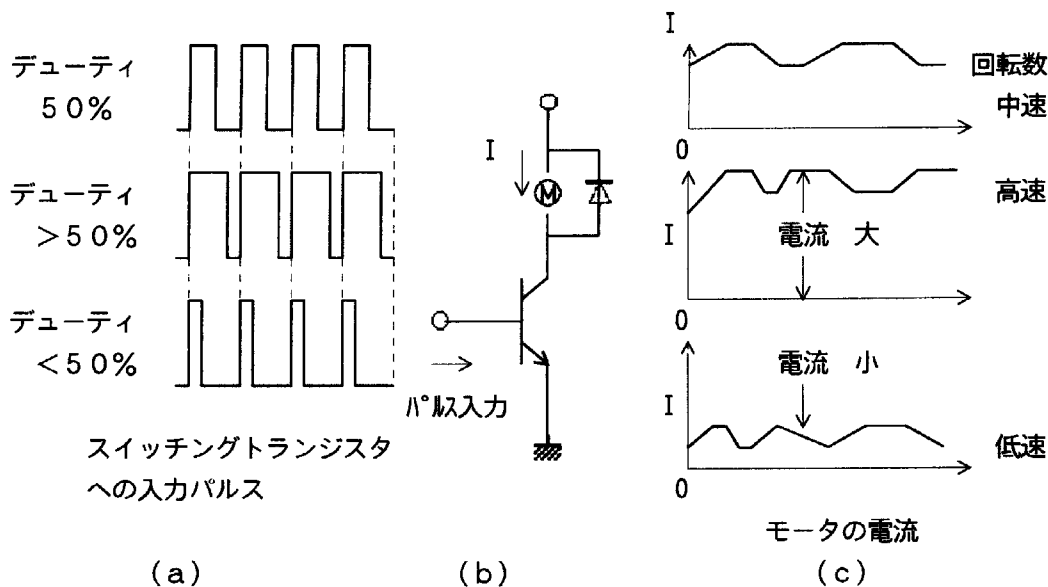 デューティ
50%
デューティ
>50%
デューティ
<50%
スイッチングトランジスタ
への入力パルス
(a)
I
M
パルス入力
(b)
I
回転数
中速
0
高速
I
電流 大
0
電流 小
I
低速
0
モータの電流
(c)